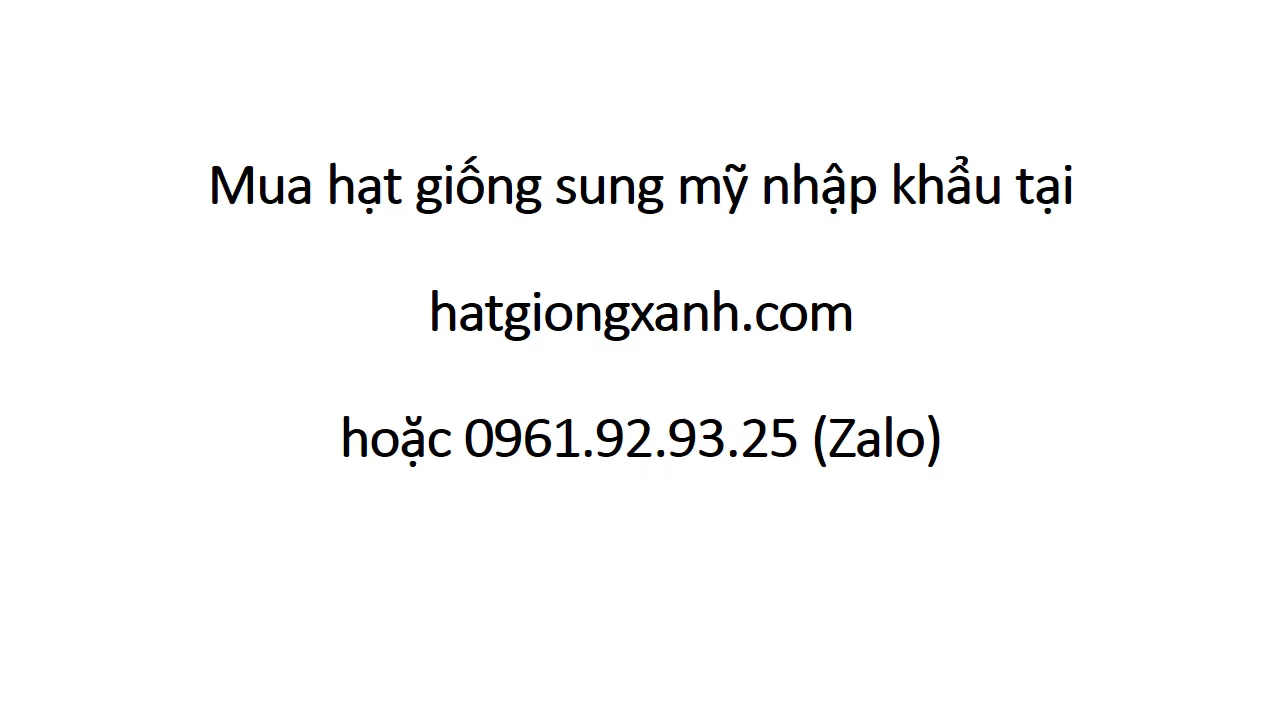 Mua hạt giống sung mỹ nhập khẩu tại
hatgiongxanh.com
hoặc 0961.92.93.25 (Zalo)